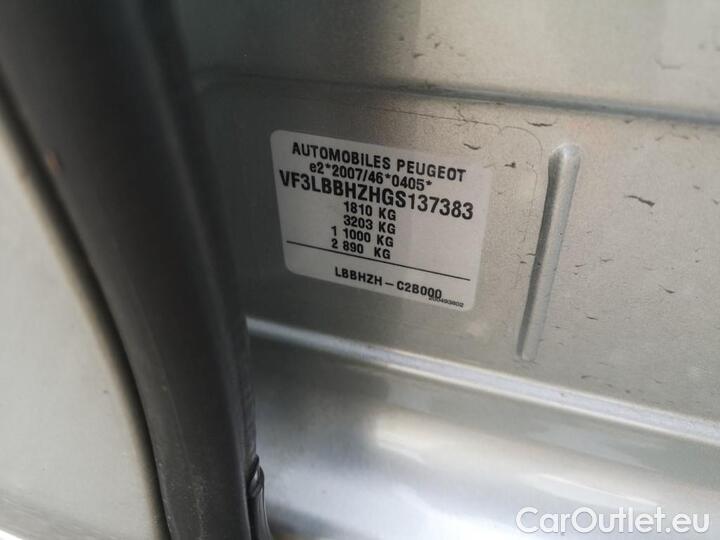 AUTOMOBILES PEUGEOT
e2*2007/46*0405*
VF3LBBHZHGS137383
1810 KG
3203 KG
1 1000 KG
2 890 KG
LBBHZH-C2B000
200493802
CarOutlet.eu